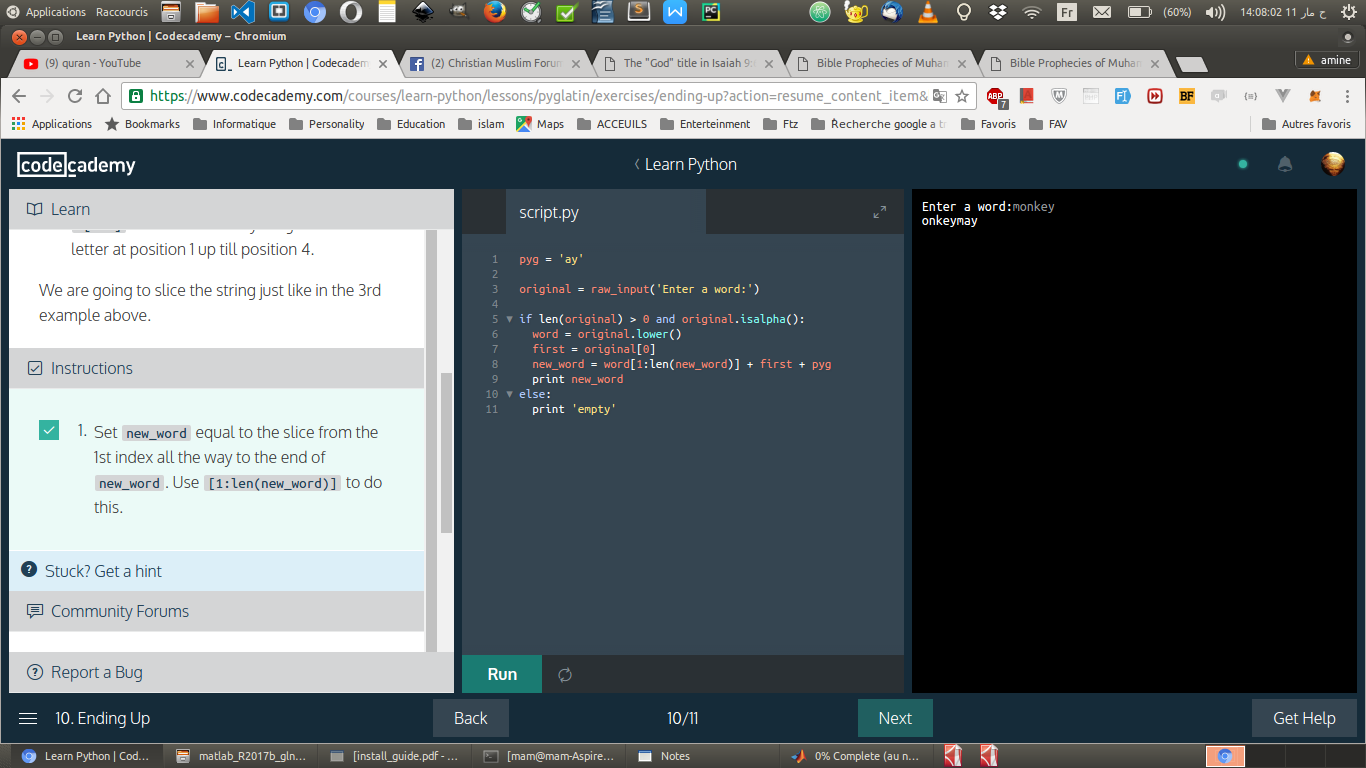 Applications Raccourcis
Fr (60%) 14:08:02 11 ح مار
Learn Python | Codecademy – Chromium
(9) quran - YouTube
Learn Python | Codecadem
(2) Christian Muslim Forum
The "God" title in Isaiah 9:
Bible Prophecies of Muham
Bible Prophecies of Muham
amine
https://www.codecademy.com/courses/learn-python/lessons/pyglatin/exercises/ending-up?action=resume_content_item&
ABP 7
BF
Applications
Bookmarks
Informatique
Personality
Education
islam
Maps
ACCEUILS
Enterteinment
Ftz
Recherche google a t
Favoris
FAV
Autres favoris
codecademy
Learn Python
Learn
letter at position 1 up till position 4.
We are going to slice the string just like in the 3rd
example above.
Instructions
1. Set new_word equal to the slice from the
1st index all the way to the end of
new_word. Use [1:len(new_word)] to do
this.
Stuck? Get a hint
Community Forums
Report a Bug
script.py
1 pyg = 'ay'
2
3 original = raw_input('Enter a word:')
4
5 if len(original) > 0 and original.isalpha():
6 word = original.lower()
7 first = original[0]
8 new_word = word[1:len(new_word)] + first + pyg
9 print new_word
10 else:
11 print 'empty'
Run
Enter a word:monkey
onkeymay
10. Ending Up
Back
10/11
Next
Get Help
Learn Python | Cod...
matlab_R2017b_gln...
[install_guide.pdf - ...
[mam@mam-Aspire...
Notes
0% Complete (au n...